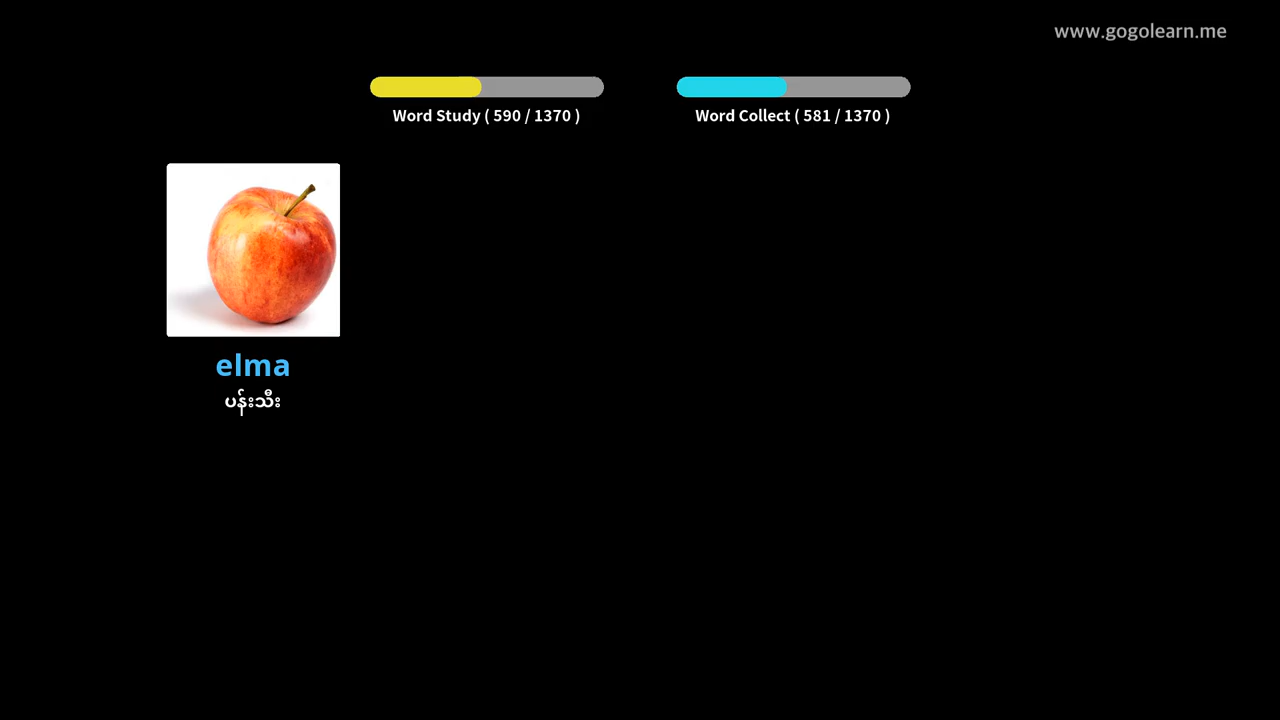 www.gogolearn.me
Word Study ( 590 / 1370 )
Word Collect ( 581 / 1370 )
elma
ပန်းသီး